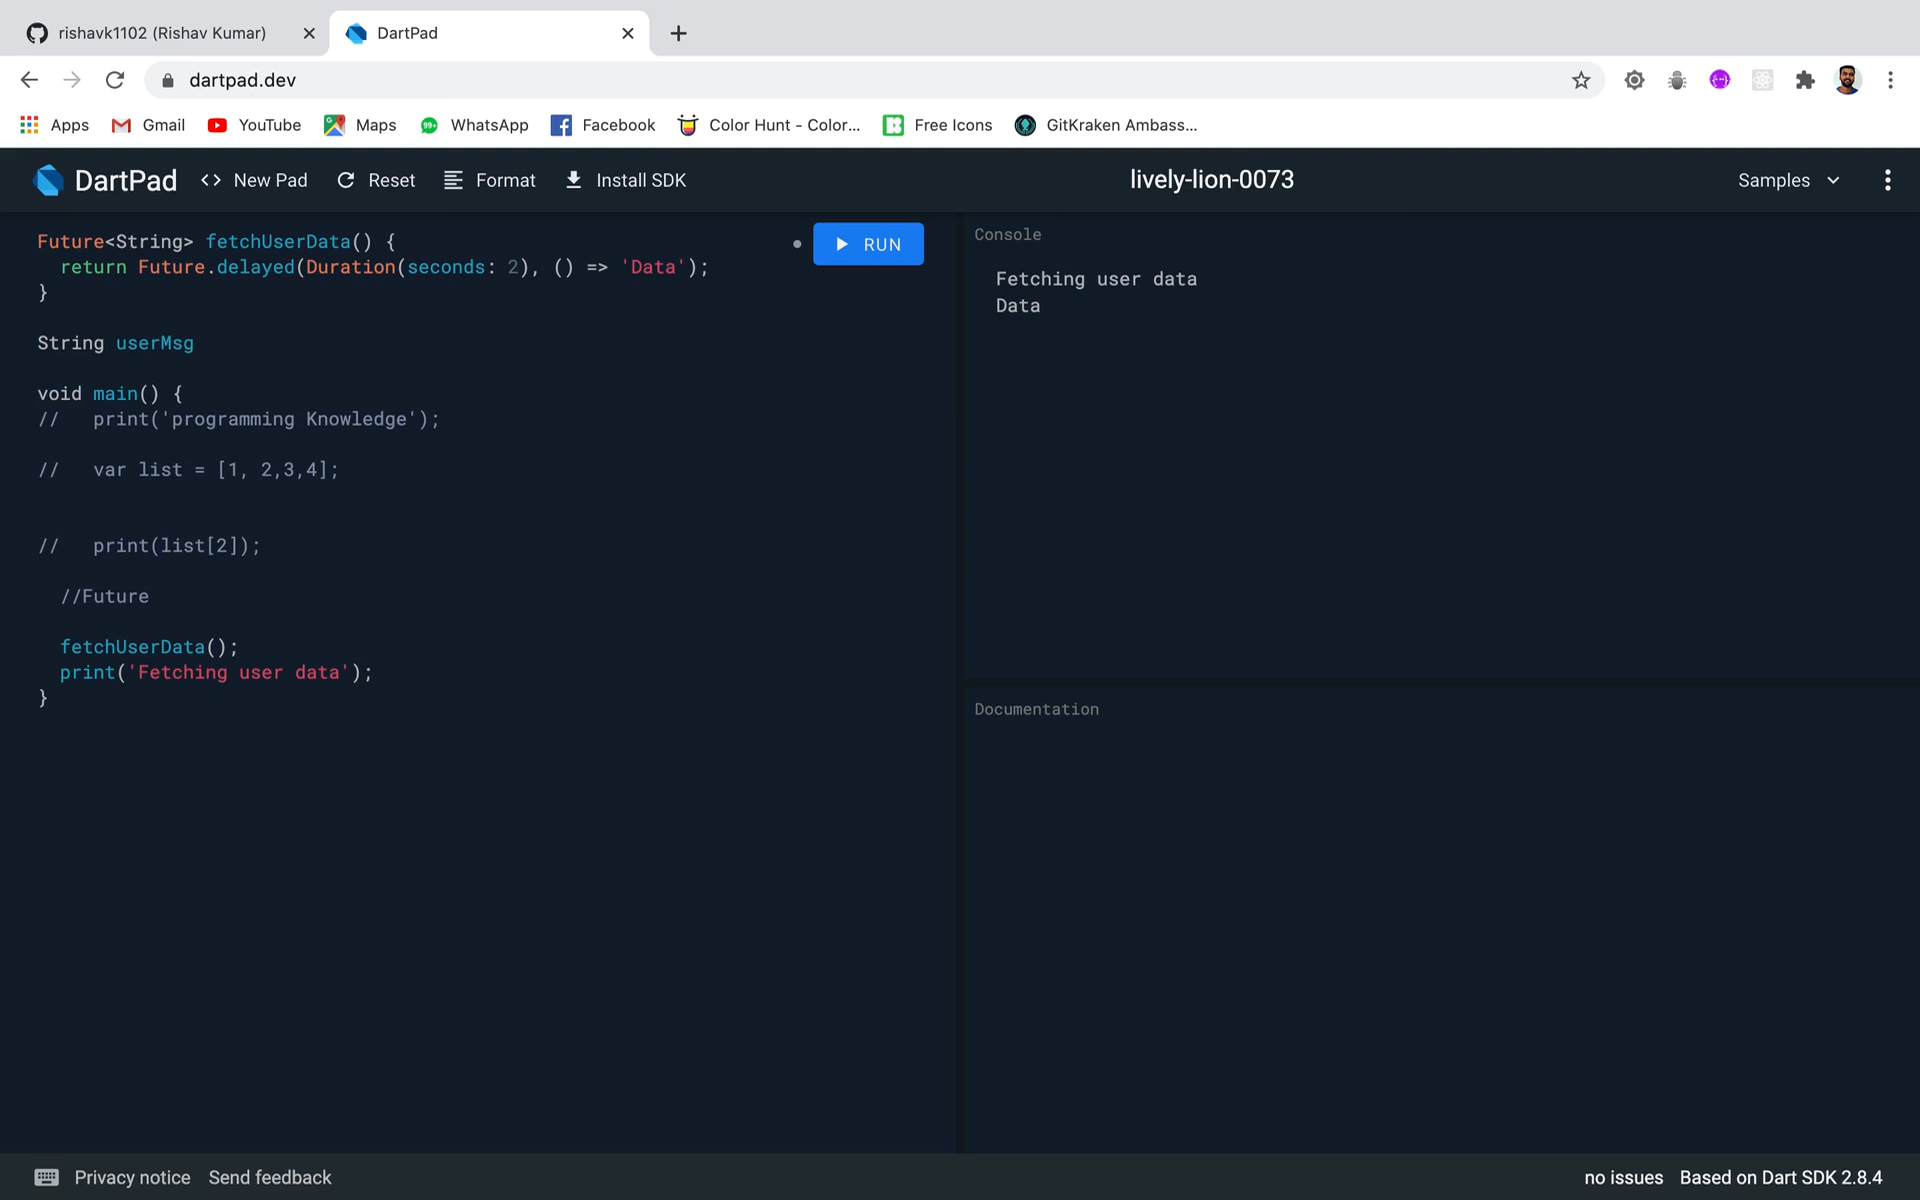 rishavk1102 (Rishav Kumar)
DartPad
dartpad.dev
Apps
Gmail
YouTube
Maps
99+
WhatsApp
Facebook
Color Hunt - Color...
Free Icons
GitKraken Ambass...
DartPad
New Pad
Reset
Format
Install SDK
lively-lion-0073
Samples
Future<String> fetchUserData() {
  return Future.delayed(Duration(seconds: 2), () => 'Data');
}
String userMsg
void main() {
//   print('programming Knowledge');
//   var list = [1, 2,3,4];
//   print(list[2]);
  //Future
  fetchUserData();
  print('Fetching user data');
}
RUN
Console
Fetching user data
Data
Documentation
Privacy notice
Send feedback
no issues
Based on Dart SDK 2.8.4